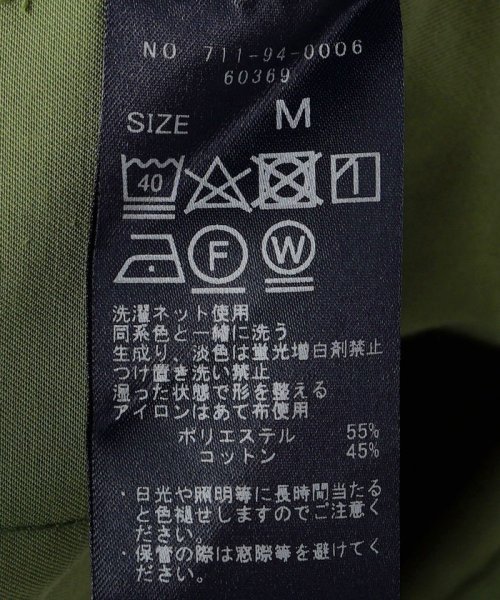 NO 711-94-0006
60369
SIZE M
40
F W
洗濯ネット使用
同系色と一緒に洗う
生成り、淡色は蛍光増白剤禁止
つけ置き洗い禁止
湿った状態で形を整える
アイロンはあて布使用
ポリエステル 55%
コットン 45%
・日光や照明等に長時間当たる
と色褪せしますのでご注意く
ださい。
・保管の際は窓際等を避けてく
ださい。